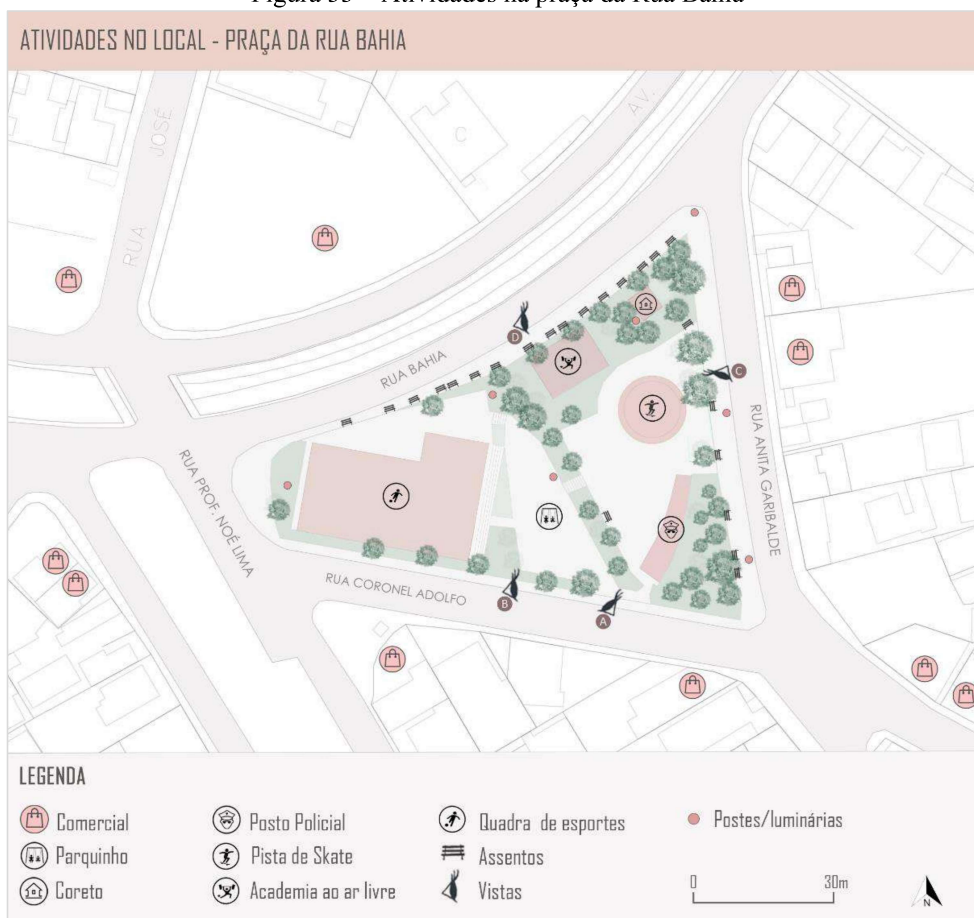 Figura 55 – Atividades na praça da Rua Bahia
ATIVIDADES NO LOCAL - PRAÇA DA RUA BAHIA
RUA JOSÉ
C
AV.
D
RUA BAHIA
C
RUA ANITA GARIBALDE
RUA PROF. NOÉ LIMA
RUA CORONEL ADOLFO
B
A
LEGENDA
Comercial
Posto Policial
Quadra de esportes
Postes/luminárias
Parquinho
Pista de Skate
Assentos
Coreto
Academia ao ar livre
Vistas
0 30m
N